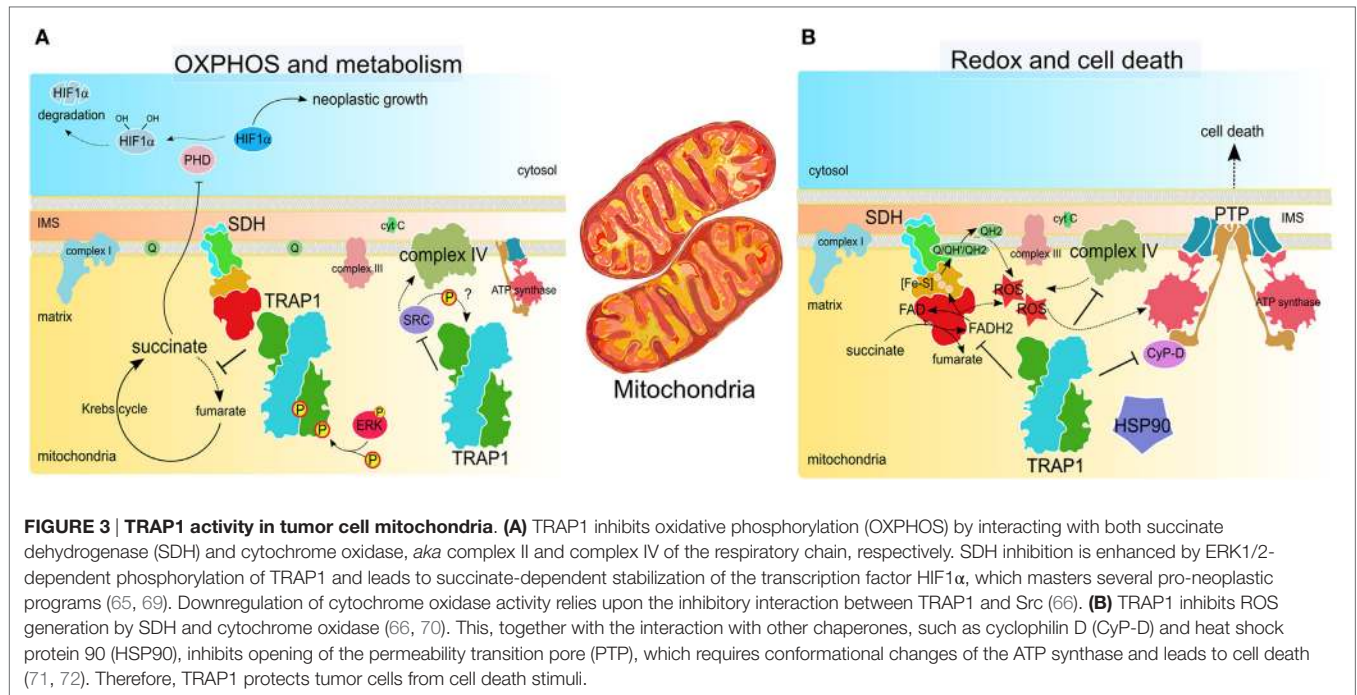 A
OXPHOS and metabolism
HIF1α
degradation
OH
OH
HIF1α
PHD
HIF1α
neoplastic growth
cytosol
IMS
complex I
Q
SDH
Q
complex III
cyt C
complex IV
ATP synthase
matrix
TRAP1
SRC
P
?
succinate
Krebs cycle
fumarate
P
P
ERK
P
P
TRAP1
mitochondria
Mitochondria
B
Redox and cell death
cell death
cytosol
SDH
PTP
IMS
complex I
QH2
Q/QH˙/QH2
complex III
complex IV
matrix
[Fe-S]
ROS
ROS
ATP synthase
FAD
FADH2
succinate
fumarate
CyP-D
HSP90
TRAP1
mitochondria
FIGURE 3 | TRAP1 activity in tumor cell mitochondria. (A) TRAP1 inhibits oxidative phosphorylation (OXPHOS) by interacting with both succinate
dehydrogenase (SDH) and cytochrome oxidase, aka complex II and complex IV of the respiratory chain, respectively. SDH inhibition is enhanced by ERK1/2-
dependent phosphorylation of TRAP1 and leads to succinate-dependent stabilization of the transcription factor HIF1α, which masters several pro-neoplastic
programs (65, 69). Downregulation of cytochrome oxidase activity relies upon the inhibitory interaction between TRAP1 and Src (66). (B) TRAP1 inhibits ROS
generation by SDH and cytochrome oxidase (66, 70). This, together with the interaction with other chaperones, such as cyclophilin D (CyP-D) and heat shock
protein 90 (HSP90), inhibits opening of the permeability transition pore (PTP), which requires conformational changes of the ATP synthase and leads to cell death
(71, 72). Therefore, TRAP1 protects tumor cells from cell death stimuli.